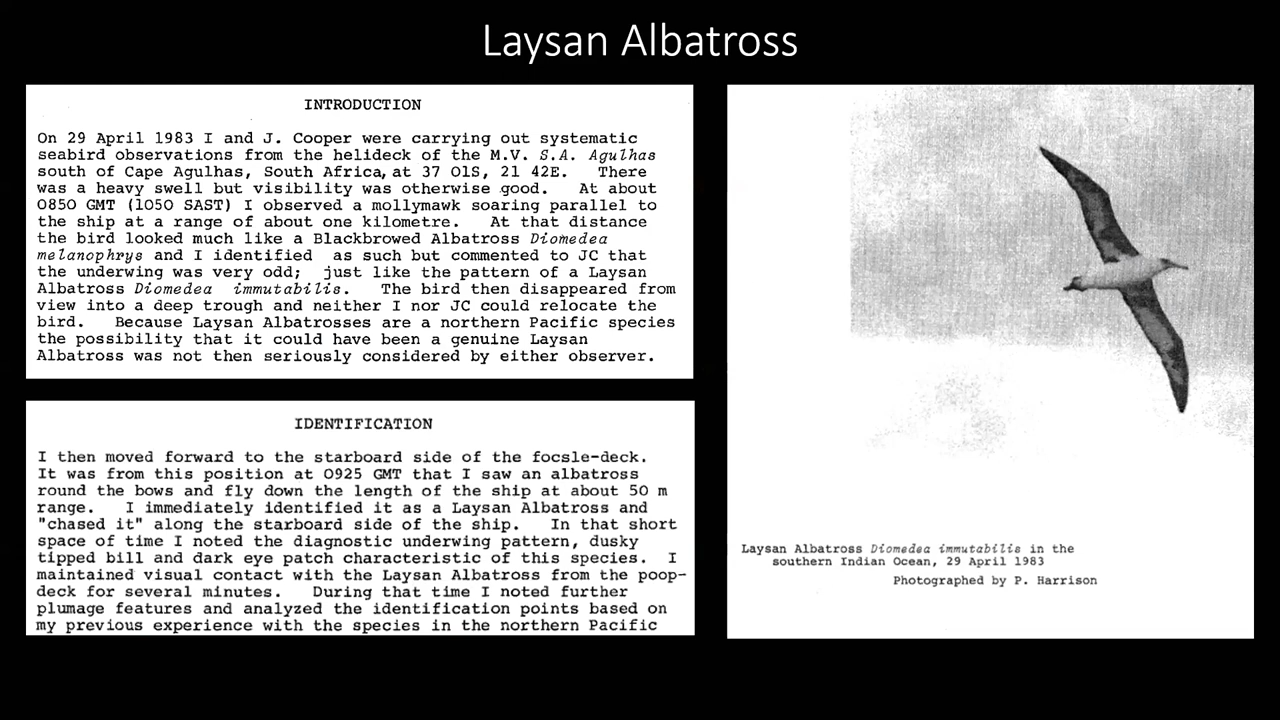 Laysan Albatross
INTRODUCTION
On 29 April 1983 I and J. Cooper were carrying out systematic
seabird observations from the helideck of the M.V. S.A. Agulhas
south of Cape Agulhas, South Africa, at 37 01S, 21 42E. There
was a heavy swell but visibility was otherwise good. At about
0850 GMT (1050 SAST) I observed a mollymawk soaring parallel to
the ship at a range of about one kilometre. At that distance
the bird looked much like a Blackbrowed Albatross Diomedea
melanophrys and I identified as such but commented to JC that
the underwing was very odd; just like the pattern of a Laysan
Albatross Diomedea immutabilis. The bird then disappeared from
view into a deep trough and neither I nor JC could relocate the
bird. Because Laysan Albatrosses are a northern Pacific species
the possibility that it could have been a genuine Laysan
Albatross was not then seriously considered by either observer.
IDENTIFICATION
I then moved forward to the starboard side of the focsle-deck.
It was from this position at 0925 GMT that I saw an albatross
round the bows and fly down the length of the ship at about 50 m
range. I immediately identified it as a Laysan Albatross and
"chased it" along the starboard side of the ship. In that short
space of time I noted the diagnostic underwing pattern, dusky
tipped bill and dark eye patch characteristic of this species. I
maintained visual contact with the Laysan Albatross from the poop-
deck for several minutes. During that time I noted further
plumage features and analyzed the identification points based on
my previous experience with the species in the northern Pacific
Laysan Albatross Diomedea immutabilis in the
southern Indian Ocean, 29 April 1983
Photographed by P. Harrison